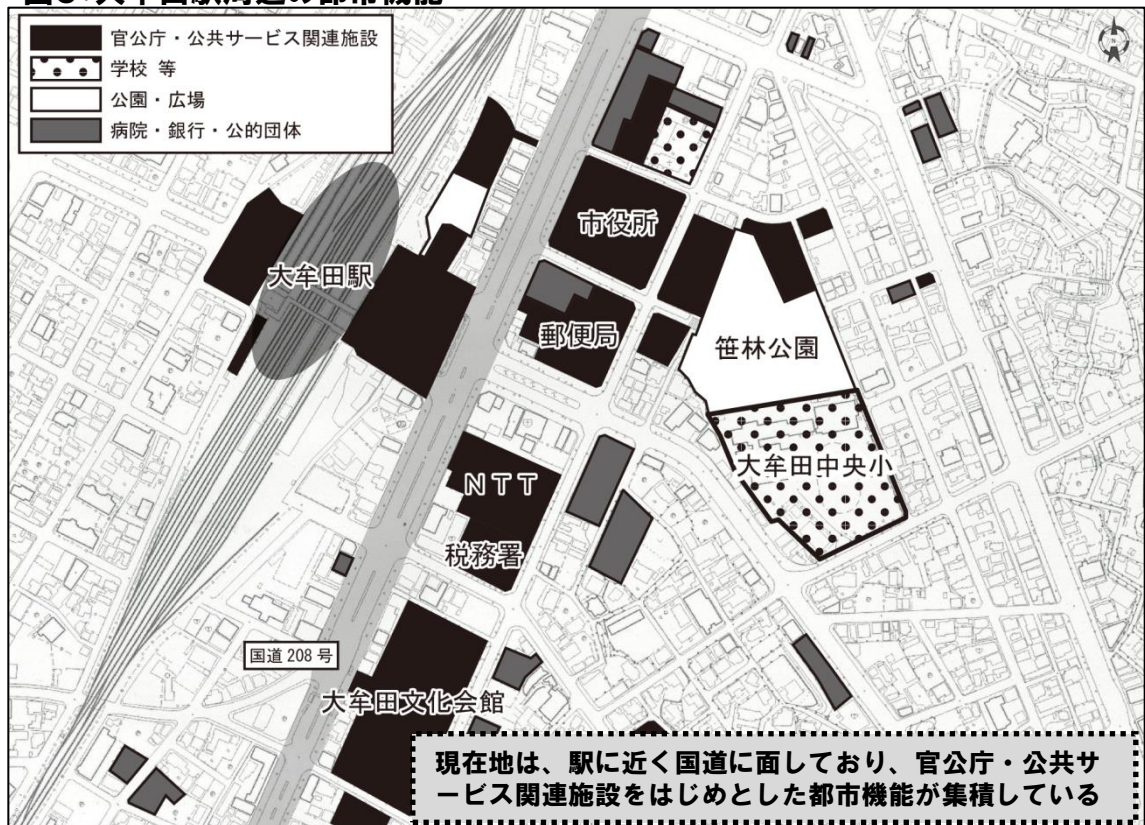 官公庁・公共サービス関連施設
学校 等
公園・広場
病院・銀行・公的団体
N
市役所
大牟田駅
郵便局
笹林公園
大牟田中央小
NTT
税務署
国道208号
大牟田文化会館
現在地は、駅に近く国道に面しており、官公庁・公共サ
ービス関連施設をはじめとした都市機能が集積している